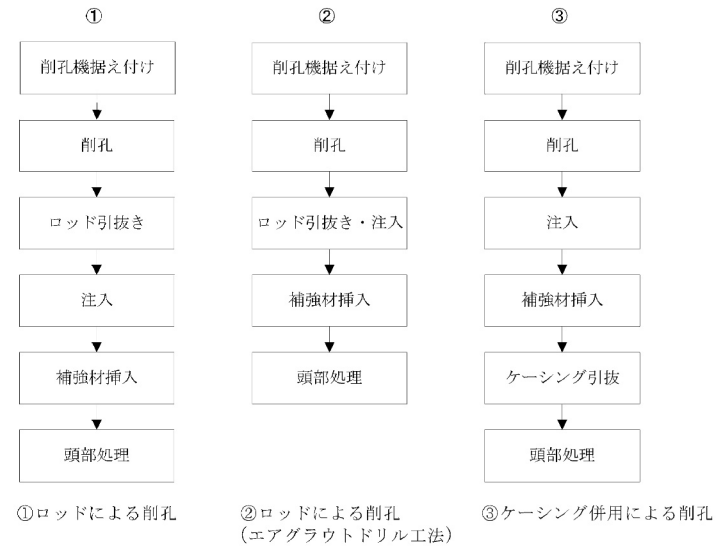 ①
削孔機据え付け
削孔
ロッド引抜き
注入
補強材挿入
頭部処理
①ロッドによる削孔
②
削孔機据え付け
削孔
ロッド引抜き・注入
補強材挿入
頭部処理
②ロッドによる削孔
(エアグラウトドリル工法)
③
削孔機据え付け
削孔
注入
補強材挿入
ケーシング引抜
頭部処理
③ケーシング併用による削孔